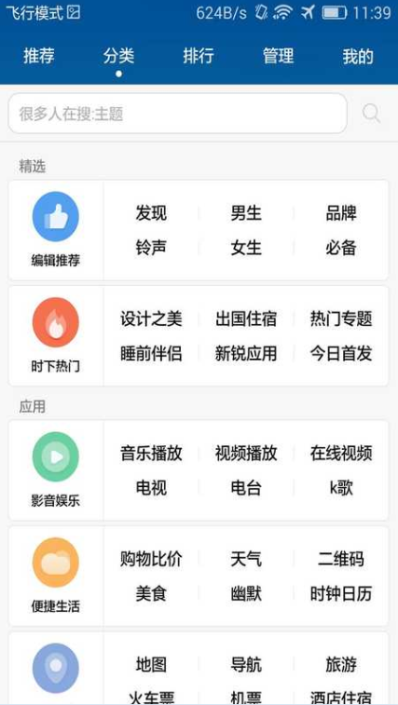 飞行模式 624B/s 11:39
推荐 分类 排行 管理 我的
很多人在搜:主题
精选
发现 男生 品牌
铃声 女生 必备
编辑推荐
设计之美 出国住宿 热门专题
睡前伴侣 新锐应用 今日首发
时下热门
应用
音乐播放 视频播放 在线视频
电视 电台 k歌
影音娱乐
购物比价 天气 二维码
美食 幽默 时钟日历
便捷生活
地图 导航 旅游
火车票 机票 酒店住宿